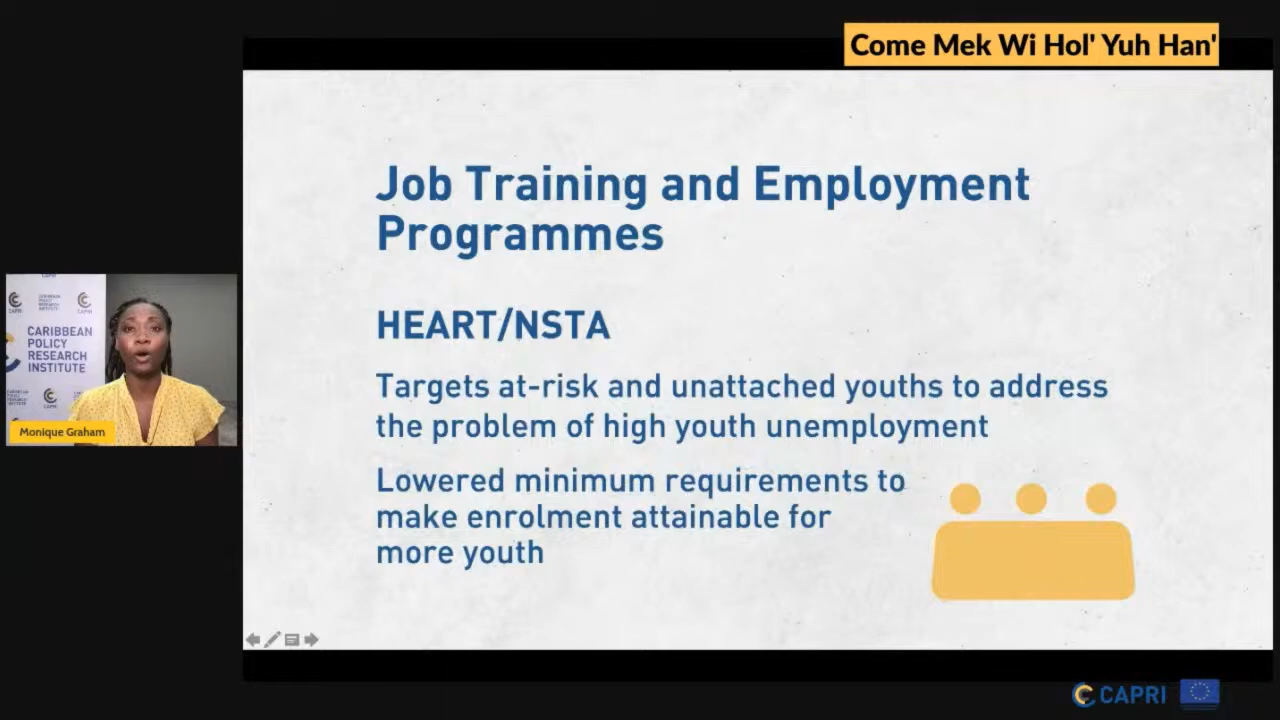 Come Mek Wi Hol' Yuh Han'
Job Training and Employment
Programmes
HEART/NSTA
Targets at-risk and unattached youths to address
the problem of high youth unemployment
Lowered minimum requirements to
make enrolment attainable for
more youth
CARIBBEAN
POLICY
RESEARCH
INSTITUTE
Monique Graham
CAPRI